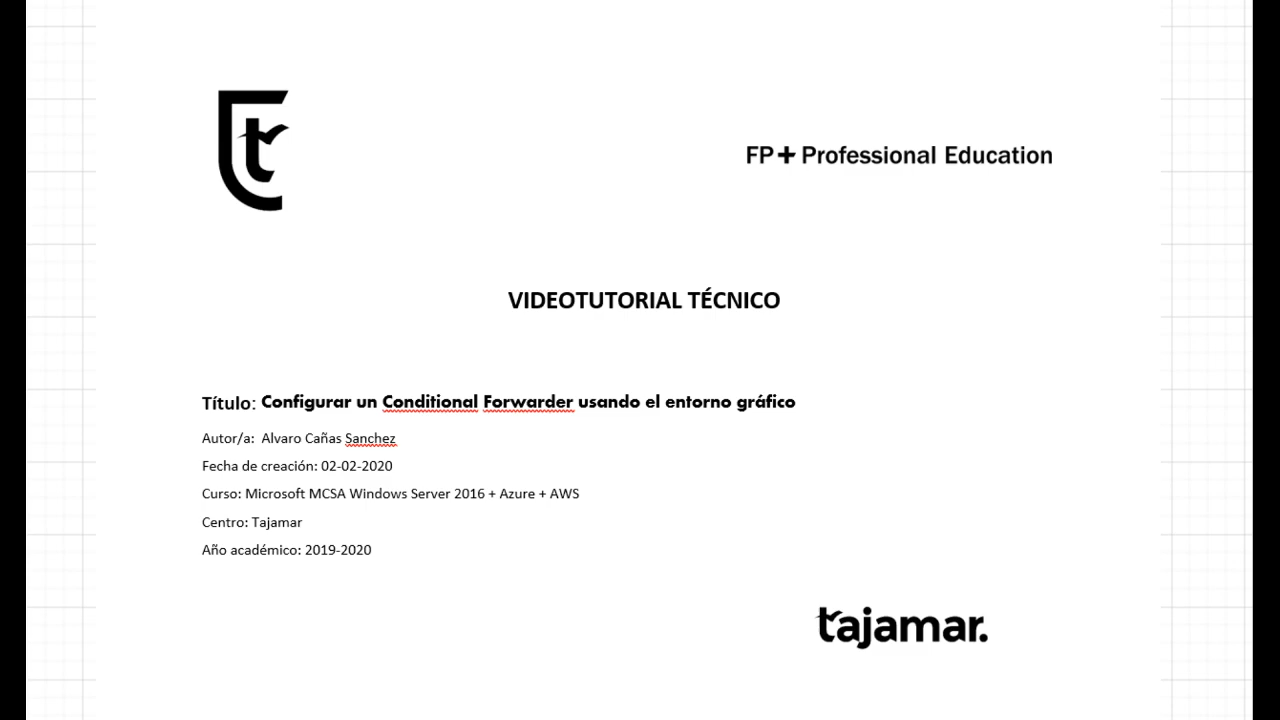 t
FP+Professional Education
VIDEOTUTORIAL TÉCNICO
Título: Configurar un Conditional Forwarder usando el entorno gráfico
Autor/a: Alvaro Cañas Sanchez
Fecha de creación: 02-02-2020
Curso: Microsoft MCSA Windows Server 2016 + Azure + AWS
Centro: Tajamar
Año académico: 2019-2020
tajamar.